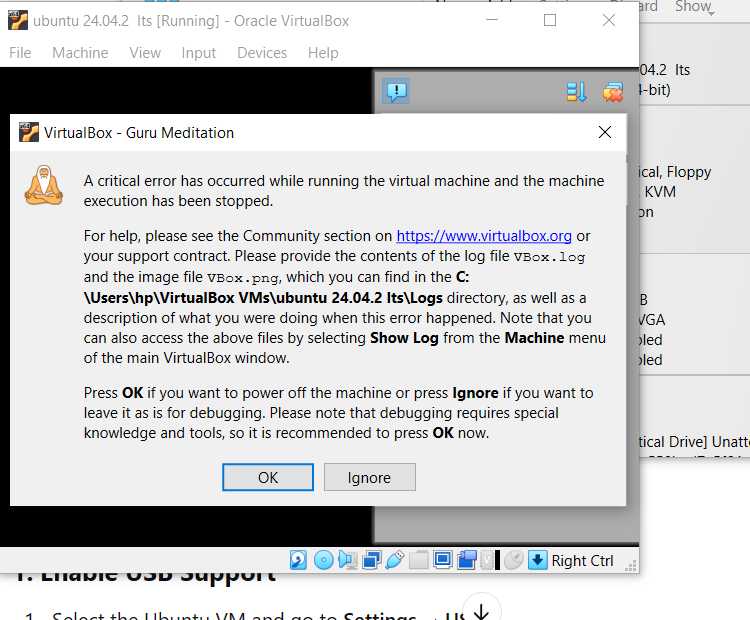 ubuntu 24.04.2 lts [Running] - Oracle VirtualBox
Show
File Machine View Input Devices Help
04.2 lts
VirtualBox - Guru Meditation
A critical error has occurred while running the virtual machine and the machine
execution has been stopped.
For help, please see the Community section on https://www.virtualbox.org or
your support contract. Please provide the contents of the log file VBox.log
and the image file VBox.png, which you can find in the C:
\Users\hp\VirtualBox VMs\ubuntu 24.04.2 lts\Logs directory, as well as a
description of what you were doing when this error happened. Note that you
can also access the above files by selecting Show Log from the Machine menu
of the main VirtualBox window.
Press OK if you want to power off the machine or press Ignore if you want to
leave it as is for debugging. Please note that debugging requires special
knowledge and tools, so it is recommended to press OK now.
OK Ignore
-bit)
ical, Floppy
KVM
on
B
VGA
bled
bled
tical Drive] Unatt
Right Ctrl
1. Enable USB Support
1. Select the Ubuntu VM and go to Settings → US